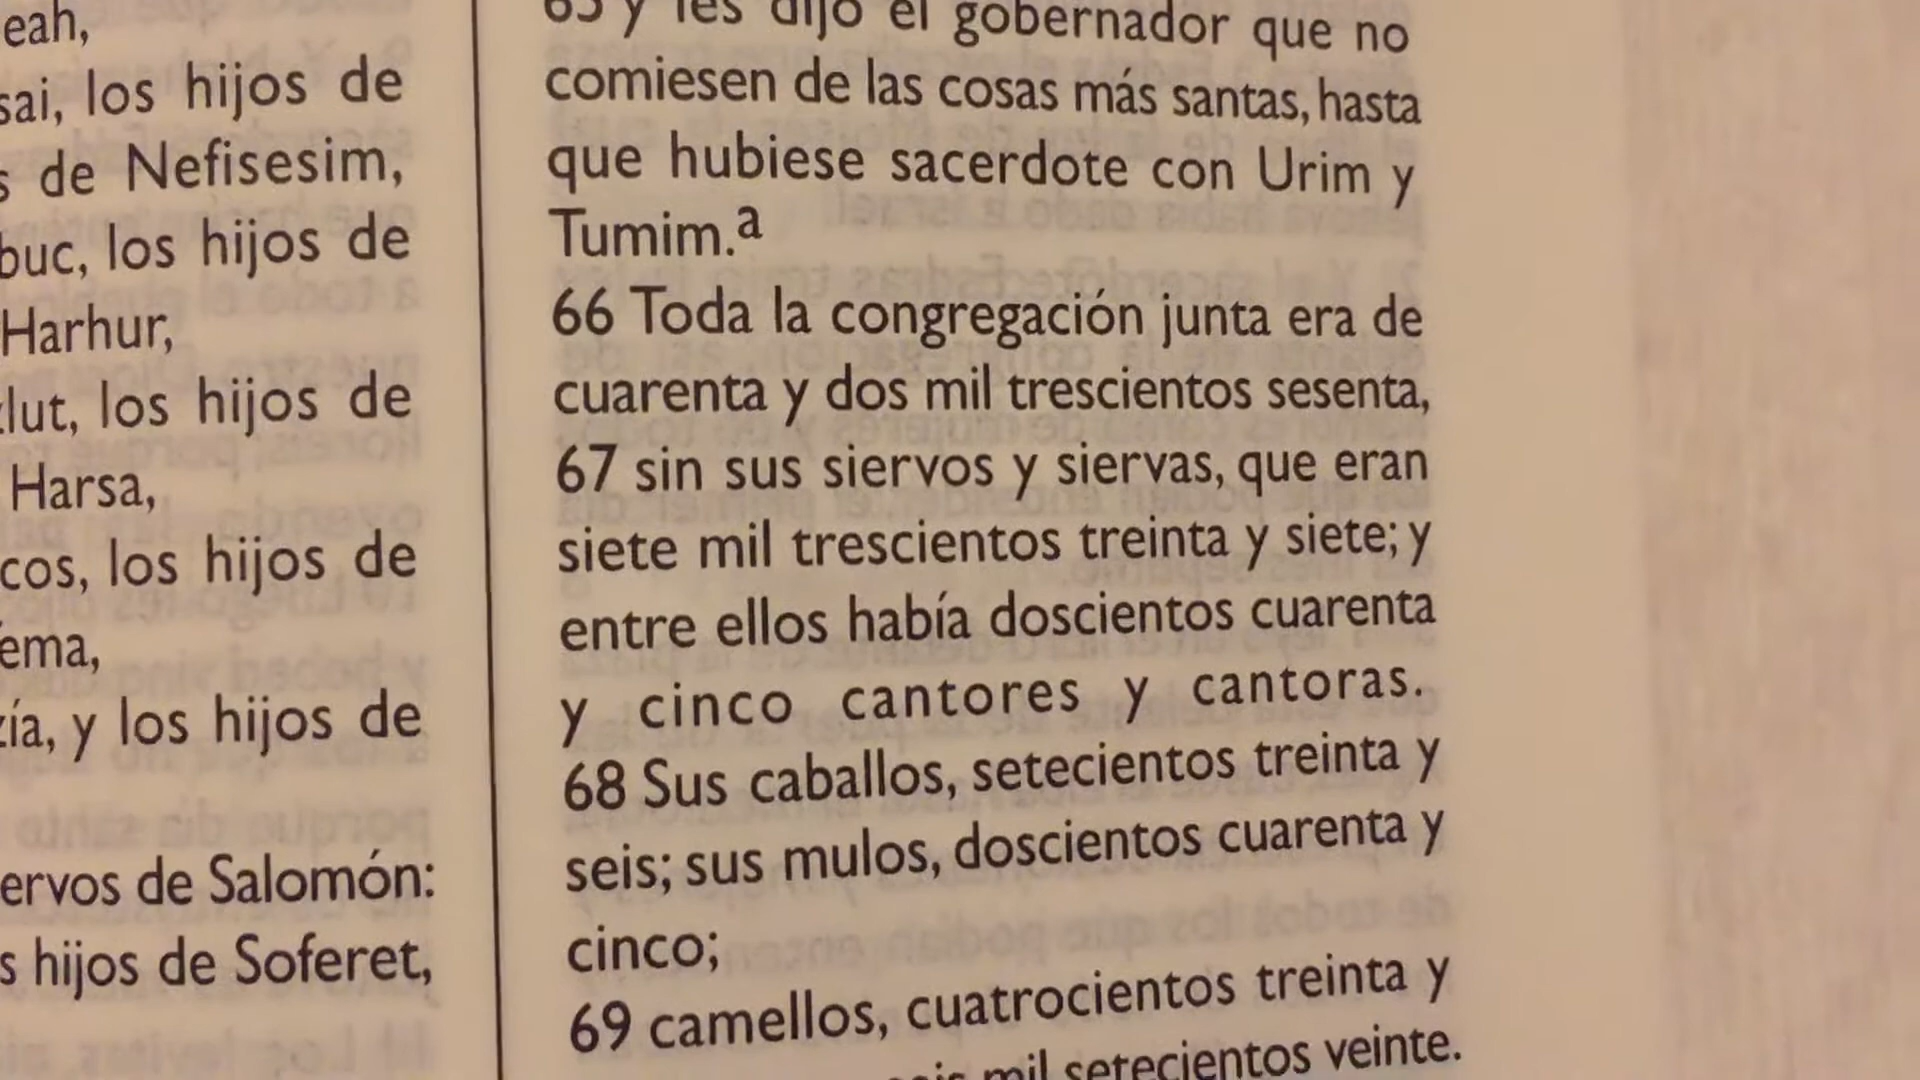 eah,
sai, los hijos de
s de Nefisesim,
buc, los hijos de
Harhur,
lut, los hijos de
Harsa,
cos, los hijos de
ema,
ía, y los hijos de
ervos de Salomón:
s hijos de Soferet,
65 y les dijo el gobernador que no
comiesen de las cosas más santas, hasta
que hubiese sacerdote con Urim y
Tumim.a
66 Toda la congregación junta era de
cuarenta y dos mil trescientos sesenta,
67 sin sus siervos y siervas, que eran
siete mil trescientos treinta y siete; y
entre ellos había doscientos cuarenta
y cinco cantores y cantoras.
68 Sus caballos, setecientos treinta y
seis; sus mulos, doscientos cuarenta y
cinco;
69 camellos, cuatrocientos treinta y
seis mil setecientos veinte.